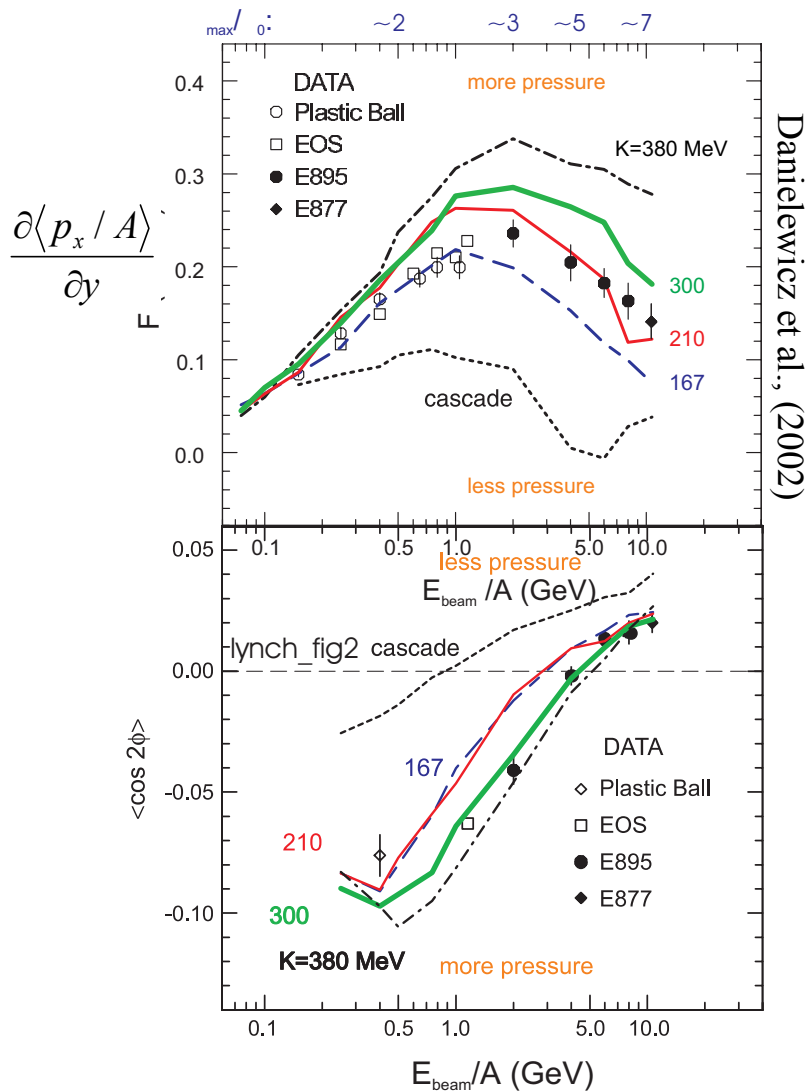 max/ 0: ~2 ~3 ~5 ~7
0.4
0.3
0.2
0.1
0.0
DATA
Plastic Ball
EOS
E895
E877
more pressure
K=380 MeV
300
210
167
cascade
less pressure
∂⟨p_x / A⟩
∂y
F
Danielewicz et al., (2002)
0.1 0.5 1.0 5.0 10.0
less pressure
E_beam /A (GeV)
0.05
0.00
-0.05
-0.10
<cos 2ϕ>
-lynch_fig2
cascade
167
210
300
K=380 MeV
DATA
Plastic Ball
EOS
E895
E877
more pressure
0.1 0.5 1.0 5.0 10.0
E_beam/A (GeV)